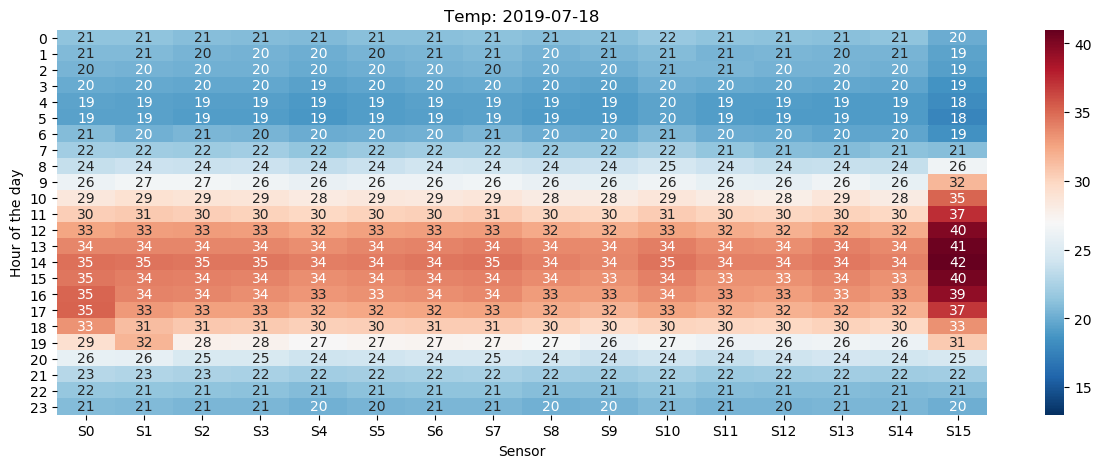 Temp: 2019-07-18
0 21 21 21 21 21 21 21 21 21 21 22 21 21 21 21 20
1 21 21 20 20 20 20 21 21 20 21 21 21 21 20 21 19
2 20 20 20 20 20 20 20 20 20 20 21 21 20 20 20 19
3 20 20 20 20 19 20 20 20 20 20 20 20 20 20 20 19
4 19 19 19 19 19 19 19 19 19 19 20 19 19 19 19 18
5 19 19 19 19 19 19 19 19 19 19 20 19 19 19 19 18
6 21 20 21 20 20 20 20 21 20 20 21 20 20 20 20 19
7 22 22 22 22 22 22 22 22 22 22 22 21 21 21 21 21
8 24 24 24 24 24 24 24 24 24 24 25 24 24 24 24 26
9 26 27 27 26 26 26 26 26 26 26 26 26 26 26 26 32
10 29 29 29 29 28 29 29 29 28 28 29 28 28 29 28 35
11 30 31 30 30 30 30 30 31 30 30 31 30 30 30 30 37
12 33 33 33 33 32 33 33 33 32 32 33 32 32 32 32 40
13 34 34 34 34 34 34 34 34 34 34 34 34 34 34 34 41
14 35 35 35 35 34 34 34 35 34 34 35 34 34 34 34 42
15 35 34 34 34 34 34 34 34 34 33 34 33 33 34 33 40
16 35 34 34 34 33 33 34 34 33 33 34 33 33 33 33 39
17 35 33 33 33 32 32 32 33 32 32 33 32 32 32 32 37
18 33 31 31 31 30 30 31 31 30 30 30 30 30 30 30 33
19 29 32 28 28 27 27 27 27 27 26 27 26 26 26 26 31
20 26 26 25 25 24 24 24 25 24 24 24 24 24 24 24 25
21 23 23 23 22 22 22 22 22 22 22 22 22 22 22 22 22
22 22 21 21 21 21 21 21 21 21 21 21 21 21 21 21 21
23 21 21 21 21 20 20 21 21 20 20 21 21 20 21 21 20
S0 S1 S2 S3 S4 S5 S6 S7 S8 S9 S10 S11 S12 S13 S14 S15
Sensor
Hour of the day
40
35
30
25
20
15